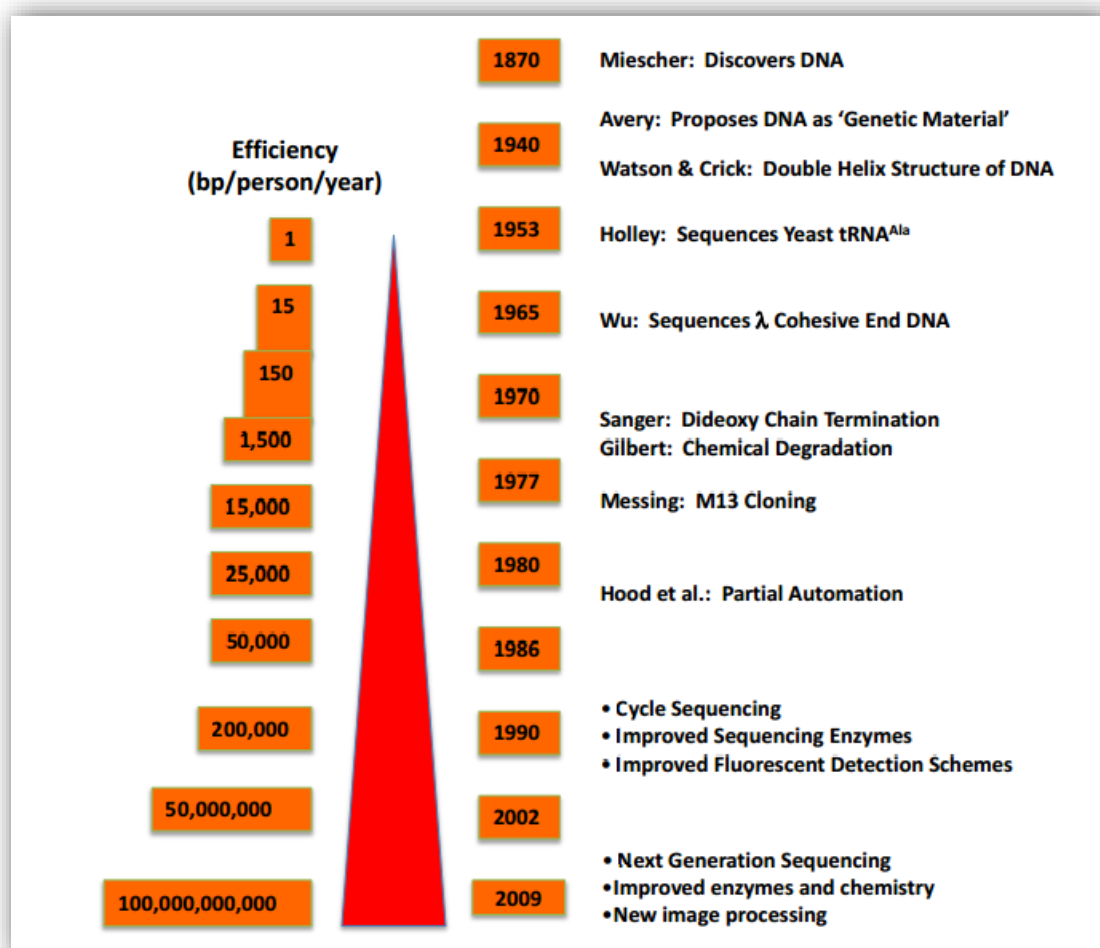 1870 Miescher: Discovers DNA
Avery: Proposes DNA as ‘Genetic Material’
1940
Efficiency
(bp/person/year)
Watson & Crick: Double Helix Structure of DNA
1 1953 Holley: Sequences Yeast tRNAᴬˡᵃ
15 1965 Wu: Sequences λ Cohesive End DNA
150 1970
Sanger: Dideoxy Chain Termination
1,500 Gilbert: Chemical Degradation
1977
15,000 Messing: M13 Cloning
25,000 1980
Hood et al.: Partial Automation
50,000 1986
• Cycle Sequencing
200,000 1990 • Improved Sequencing Enzymes
• Improved Fluorescent Detection Schemes
50,000,000 2002
• Next Generation Sequencing
100,000,000,000 2009 •Improved enzymes and chemistry
•New image processing